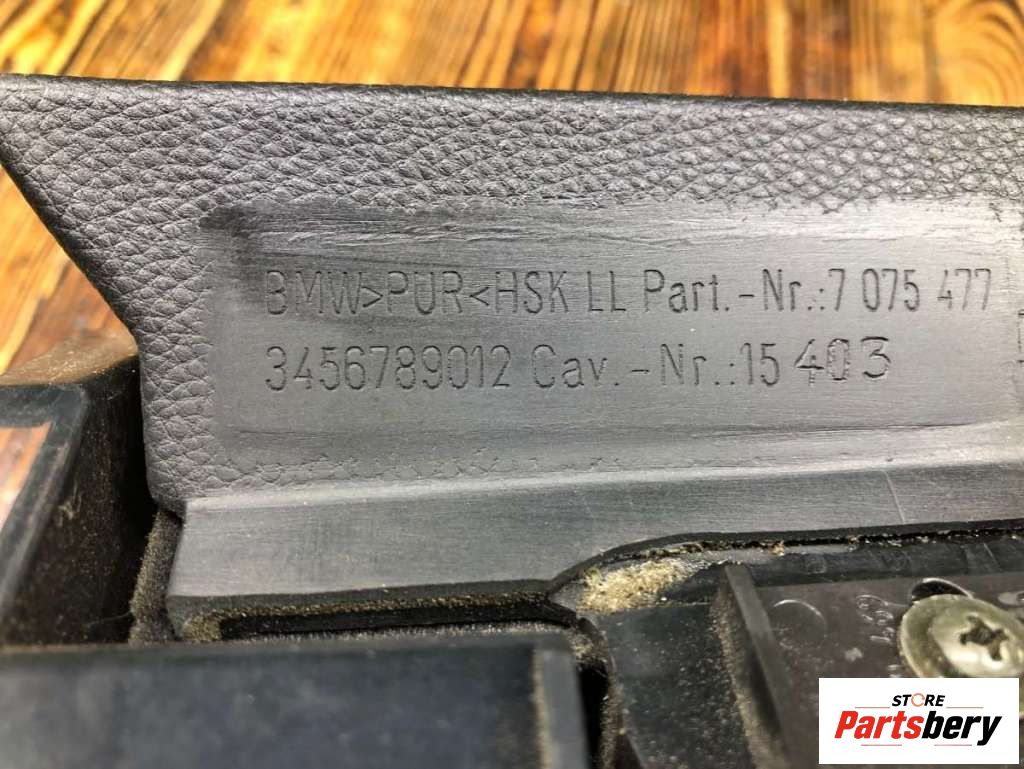 BMW>PUR<HSK LL Part.-Nr.:7 075 477
3456789012 Cav.-Nr.:15 403
STORE
Partsbery